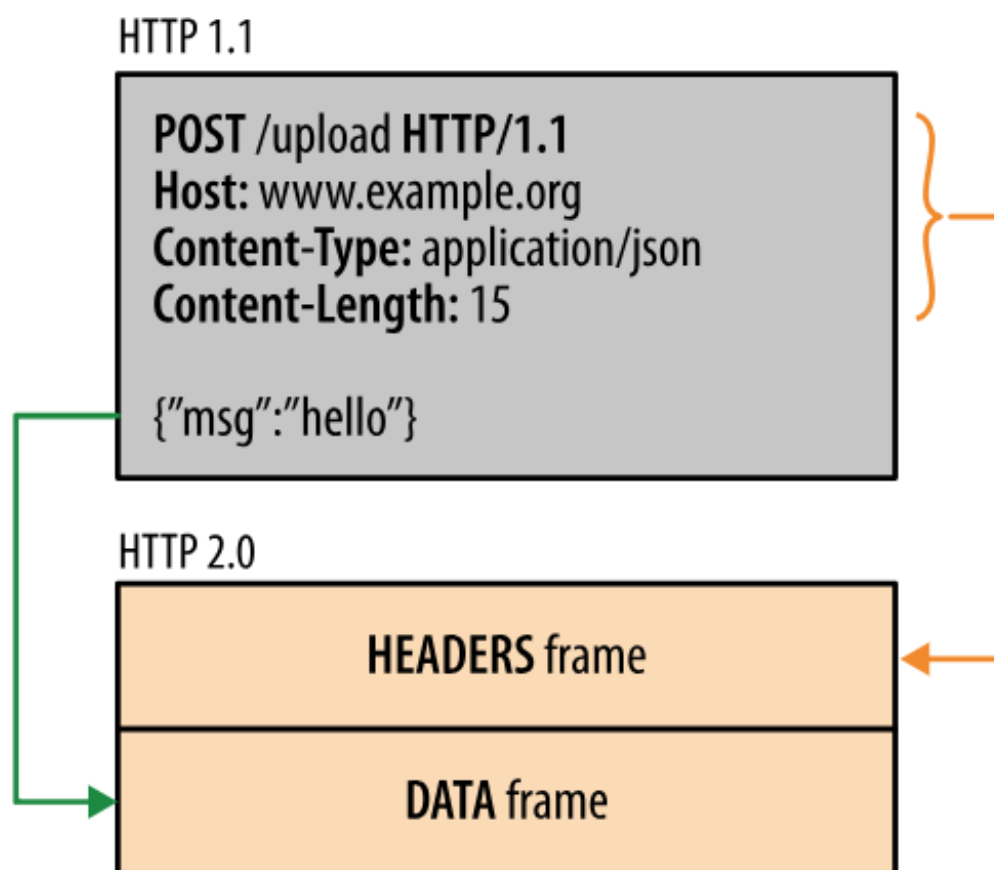 HTTP 1.1
POST /upload HTTP/1.1
Host: www.example.org
Content-Type: application/json
Content-Length: 15
{”msg”:”hello”}
HTTP 2.0
HEADERS frame
DATA frame